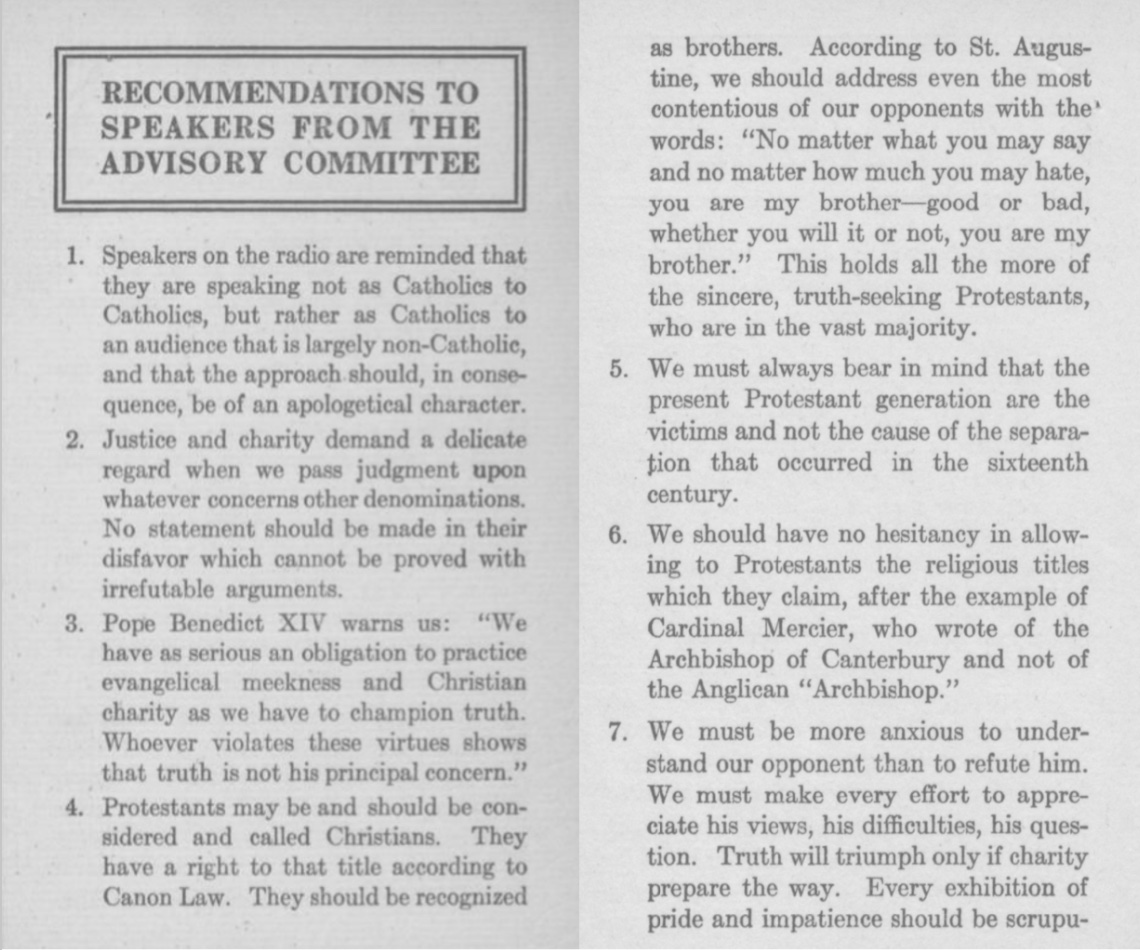 RECOMMENDATIONS TO
SPEAKERS FROM THE
ADVISORY COMMITTEE
1. Speakers on the radio are reminded that
they are speaking not as Catholics to
Catholics, but rather as Catholics to
an audience that is largely non-Catholic,
and that the approach should, in conse-
quence, be of an apologetical character.
2. Justice and charity demand a delicate
regard when we pass judgment upon
whatever concerns other denominations.
No statement should be made in their
disfavor which cannot be proved with
irrefutable arguments.
3. Pope Benedict XIV warns us: "We
have as serious an obligation to practice
evangelical meekness and Christian
charity as we have to champion truth.
Whoever violates these virtues shows
that truth is not his principal concern."
4. Protestants may be and should be con-
sidered and called Christians. They
have a right to that title according to
Canon Law. They should be recognized
as brothers. According to St. Augus-
tine, we should address even the most
contentious of our opponents with the
words: "No matter what you may say
and no matter how much you may hate,
you are my brother—good or bad,
whether you will it or not, you are my
brother." This holds all the more of
the sincere, truth-seeking Protestants,
who are in the vast majority.
5. We must always bear in mind that the
present Protestant generation are the
victims and not the cause of the separa-
tion that occurred in the sixteenth
century.
6. We should have no hesitancy in allow-
ing to Protestants the religious titles
which they claim, after the example of
Cardinal Mercier, who wrote of the
Archbishop of Canterbury and not of
the Anglican "Archbishop."
7. We must be more anxious to under-
stand our opponent than to refute him.
We must make every effort to appre-
ciate his views, his difficulties, his ques-
tion. Truth will triumph only if charity
prepare the way. Every exhibition of
pride and impatience should be scrupu-